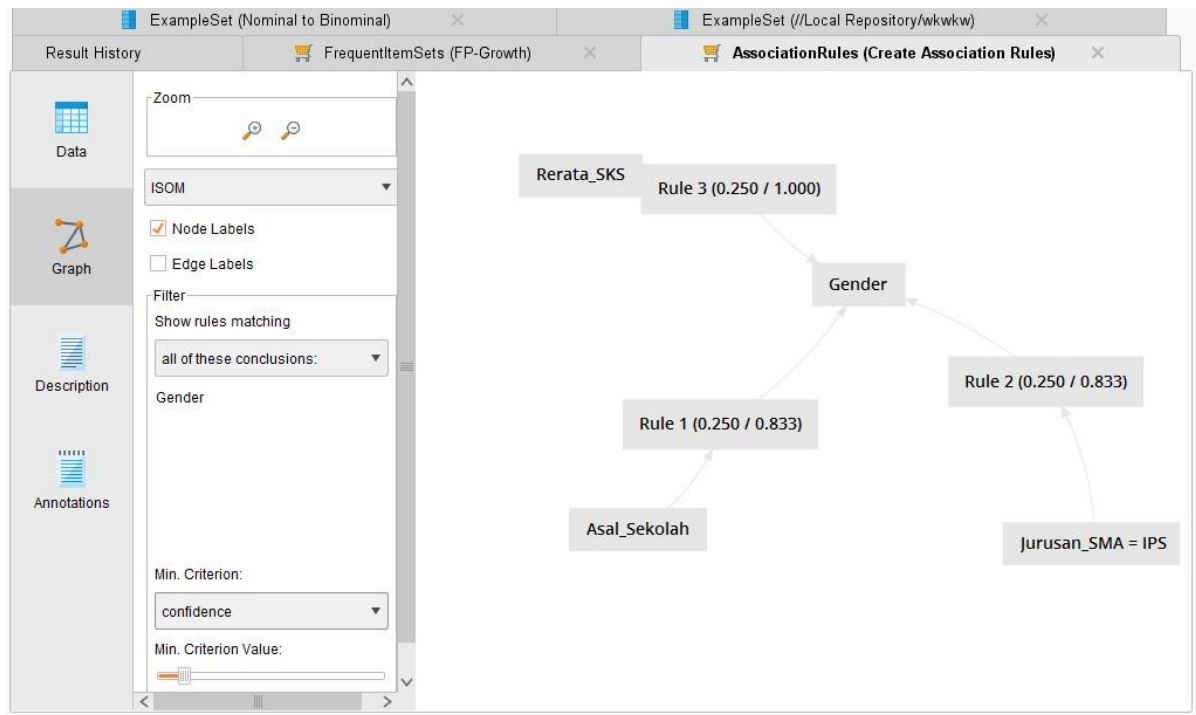 ExampleSet (Nominal to Binominal)
ExampleSet (//Local Repository/wkwkw)
Result History
FrequentItemSets (FP-Growth)
AssociationRules (Create Association Rules)
Data
Graph
Description
Annotations
Zoom
ISOM
Node Labels
Edge Labels
Filter
Show rules matching
all of these conclusions:
Gender
Min. Criterion:
confidence
Min. Criterion Value:
Rerata_SKS
Rule 3 (0.250 / 1.000)
Gender
Rule 2 (0.250 / 0.833)
Rule 1 (0.250 / 0.833)
Asal_Sekolah
Jurusan_SMA = IPS